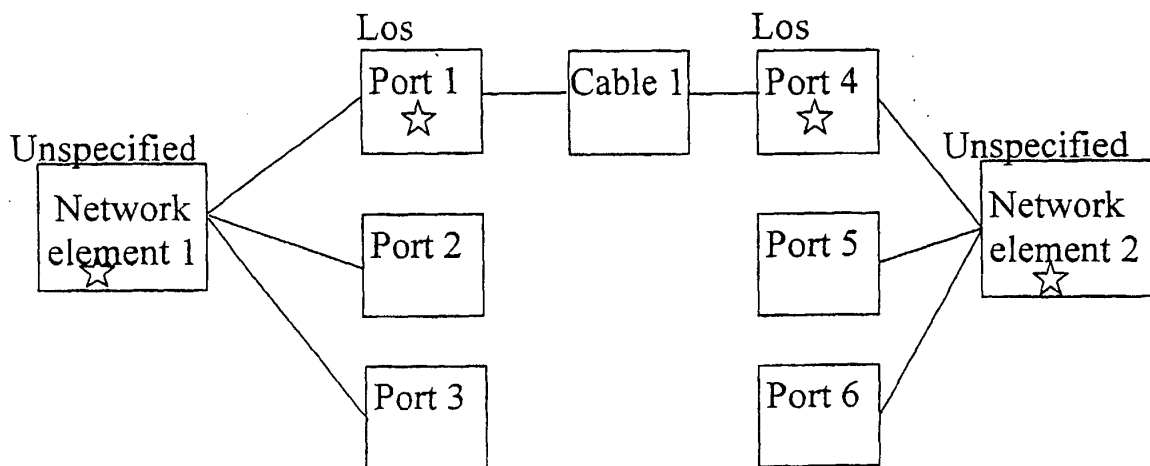 Los
Los
Port 1
Cable 1
Port 4
Unspecified
Unspecified
Network
element 1
Network
element 2
Port 2
Port 5
Port 3
Port 6